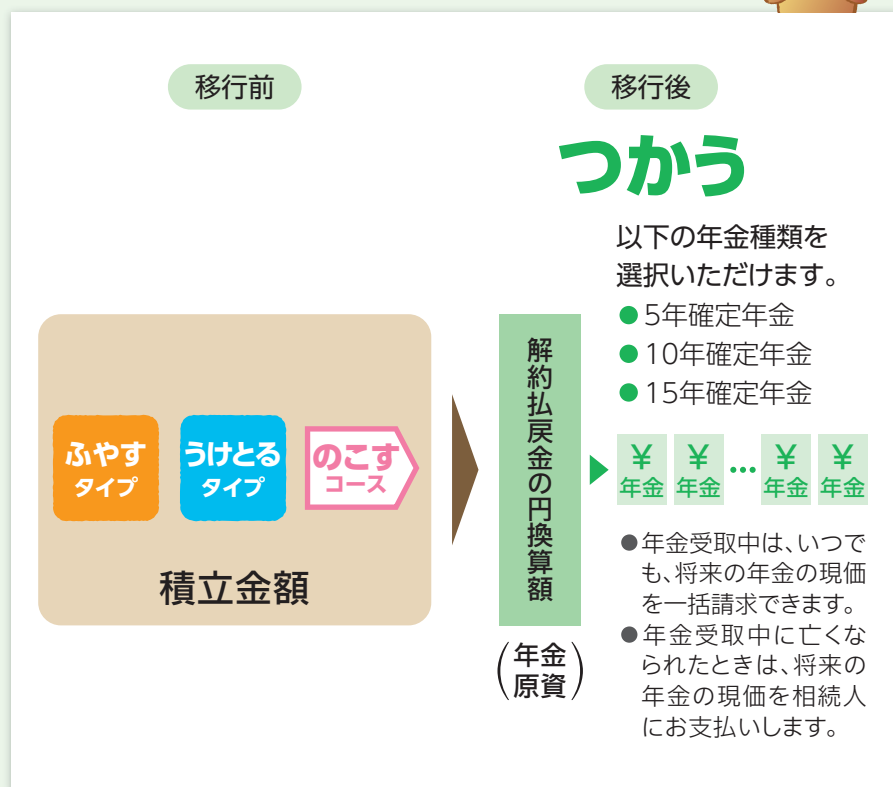 移行前
移行後
つかう
以下の年金種類を
選択いただけます。
●5年確定年金
●10年確定年金
●15年確定年金
ふやす
タイプ
うけとる
タイプ
のこす
コース
積立金額
解約払戻金の円換算額
(年金
原資)
¥ ¥ … ¥ ¥
年金 年金 年金 年金
●年金受取中は、いつで
も、将来の年金の現価
を一括請求できます。
●年金受取中に亡くな
られたときは、将来の
年金の現価を相続人
にお支払いします。